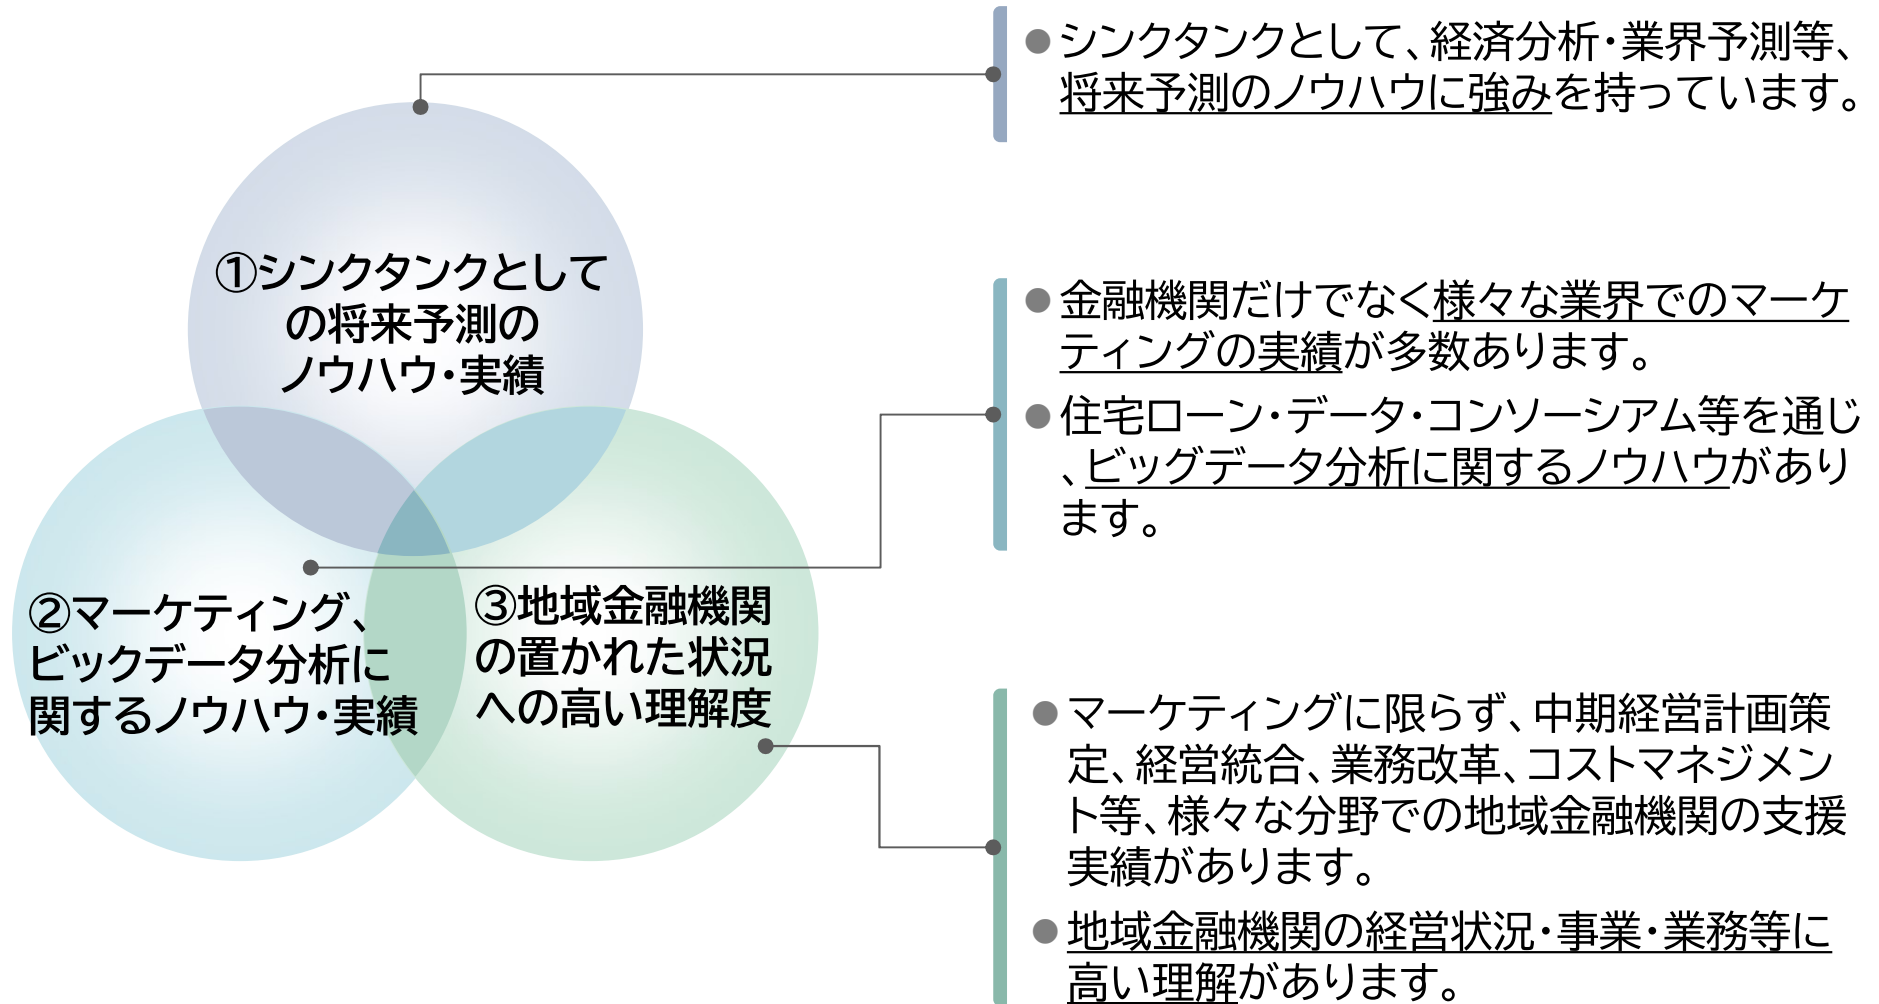 ①シンクタンクとして
の将来予測の
ノウハウ・実績
②マーケティング、
ビックデータ分析に
関するノウハウ・実績
③地域金融機関
の置かれた状況
への高い理解度
●シンクタンクとして、経済分析・業界予測等、
将来予測のノウハウに強みを持っています。
●金融機関だけでなく様々な業界でのマーケ
ティングの実績が多数あります。
●住宅ローン・データ・コンソーシアム等を通じ
、ビッグデータ分析に関するノウハウがあり
ます。
●マーケティングに限らず、中期経営計画策
定、経営統合、業務改革、コストマネジメン
ト等、様々な分野での地域金融機関の支援
実績があります。
●地域金融機関の経営状況・事業・業務等に
高い理解があります。